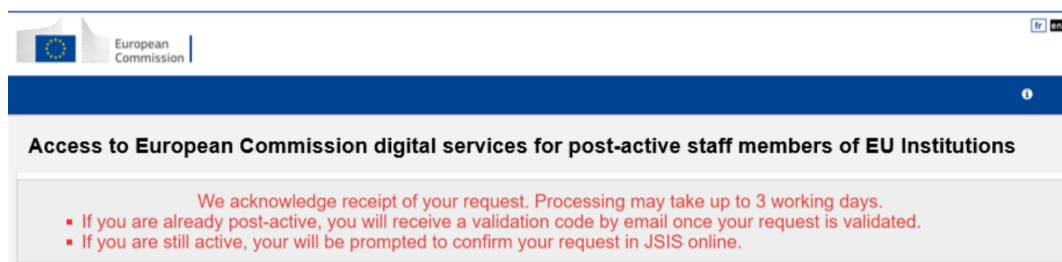 fr en
European
Commission
Access to European Commission digital services for post-active staff members of EU Institutions
We acknowledge receipt of your request. Processing may take up to 3 working days.
▪ If you are already post-active, you will receive a validation code by email once your request is validated.
▪ If you are still active, your will be prompted to confirm your request in JSIS online.